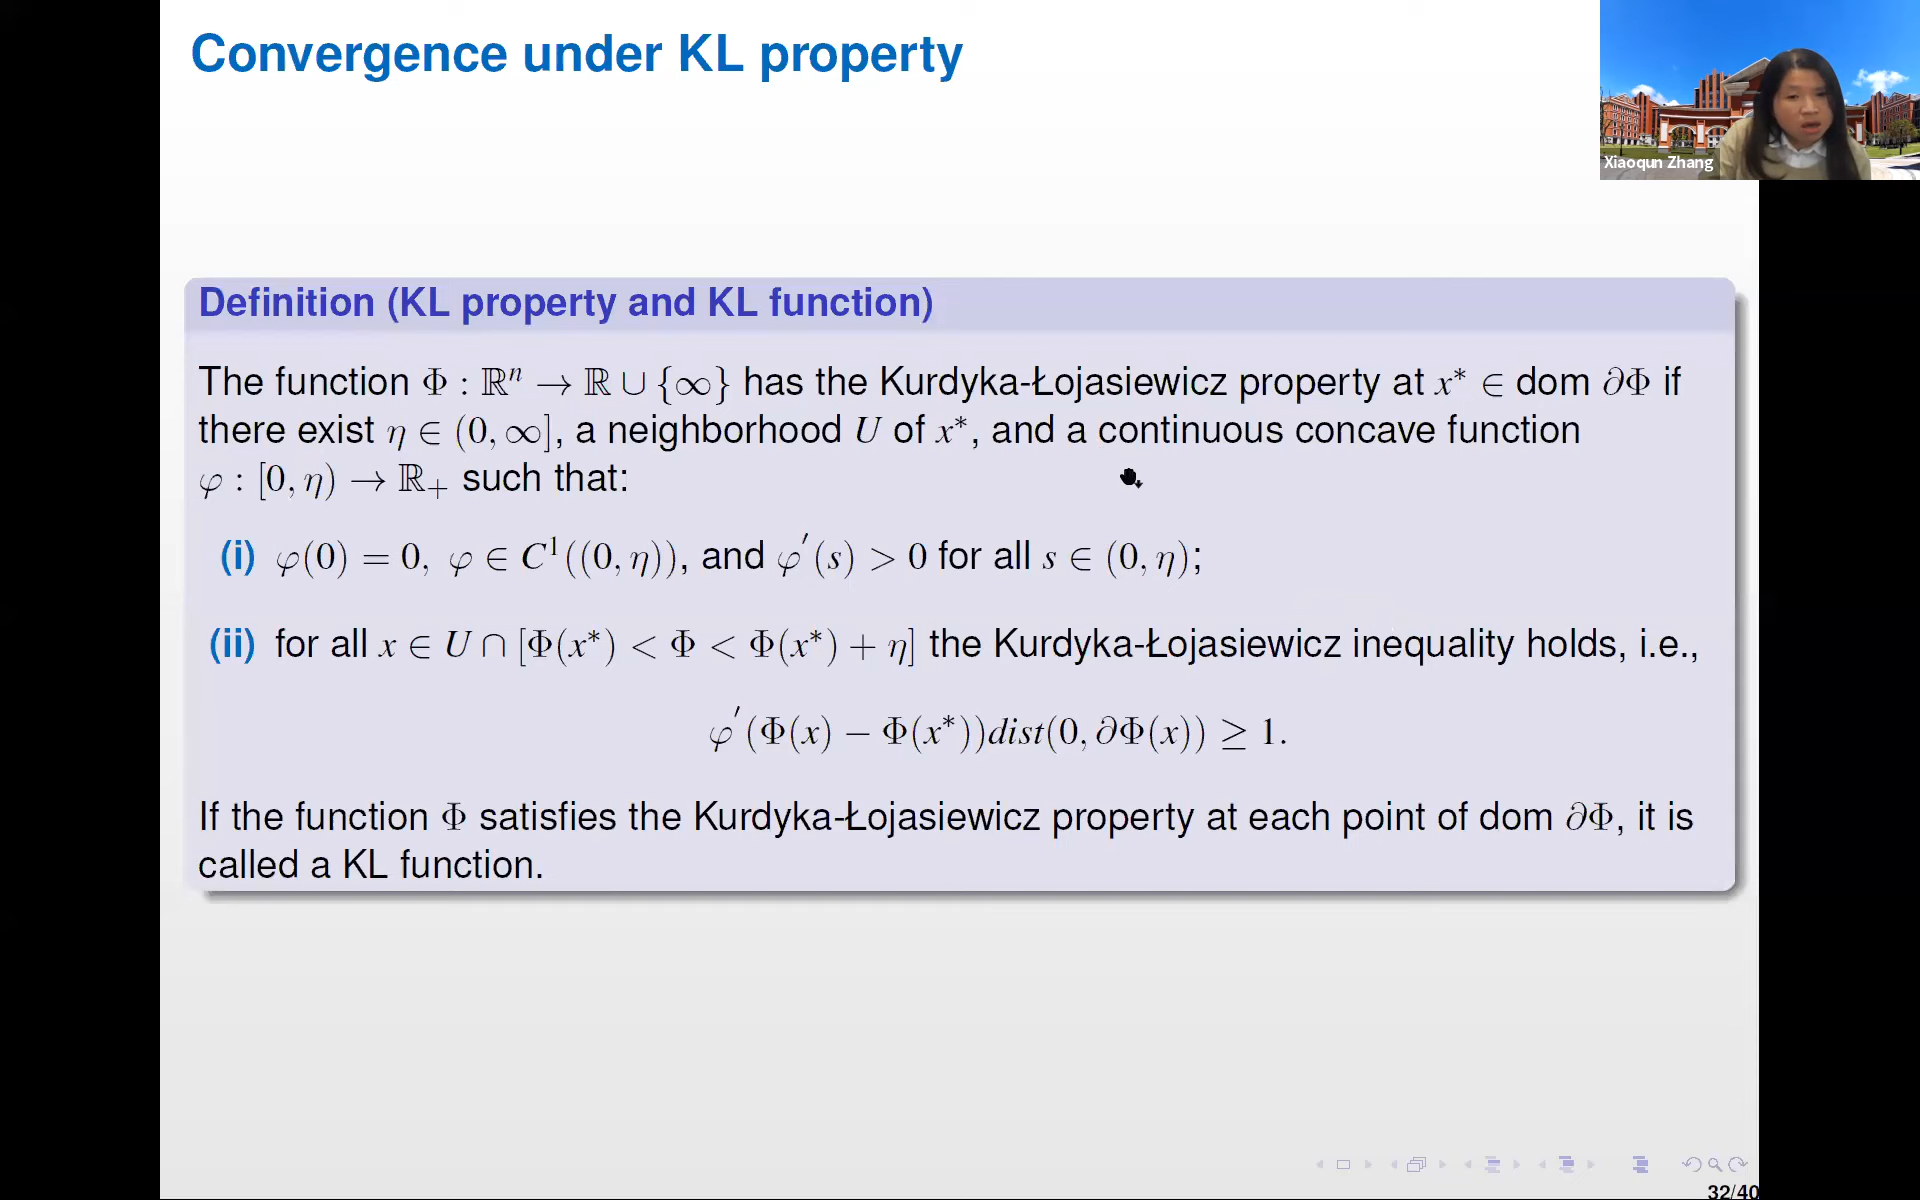 Convergence under KL property
Xiaoqun Zhang
Definition (KL property and KL function)
The function Φ : ℝⁿ → ℝ ∪ {∞} has the Kurdyka-Łojasiewicz property at x* ∈ dom ∂Φ if
there exist η ∈ (0, ∞], a neighborhood U of x*, and a continuous concave function
φ : [0, η) → ℝ₊ such that:
(i) φ(0) = 0, φ ∈ C¹((0, η)), and φ′(s) > 0 for all s ∈ (0, η);
(ii) for all x ∈ U ∩ [Φ(x*) < Φ < Φ(x*) + η] the Kurdyka-Łojasiewicz inequality holds, i.e.,
φ′(Φ(x) − Φ(x*))dist(0, ∂Φ(x)) ≥ 1.
If the function Φ satisfies the Kurdyka-Łojasiewicz property at each point of dom ∂Φ, it is
called a KL function.
32/40